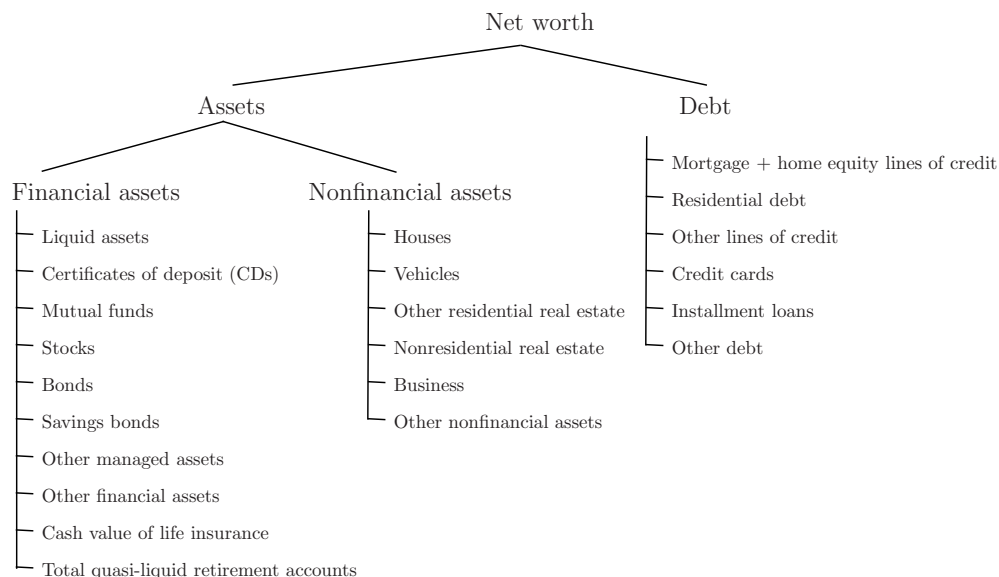 Net worth
Assets
Debt
Financial assets
Liquid assets
Certificates of deposit (CDs)
Mutual funds
Stocks
Bonds
Savings bonds
Other managed assets
Other financial assets
Cash value of life insurance
Total quasi-liquid retirement accounts
Nonfinancial assets
Houses
Vehicles
Other residential real estate
Nonresidential real estate
Business
Other nonfinancial assets
Mortgage + home equity lines of credit
Residential debt
Other lines of credit
Credit cards
Installment loans
Other debt